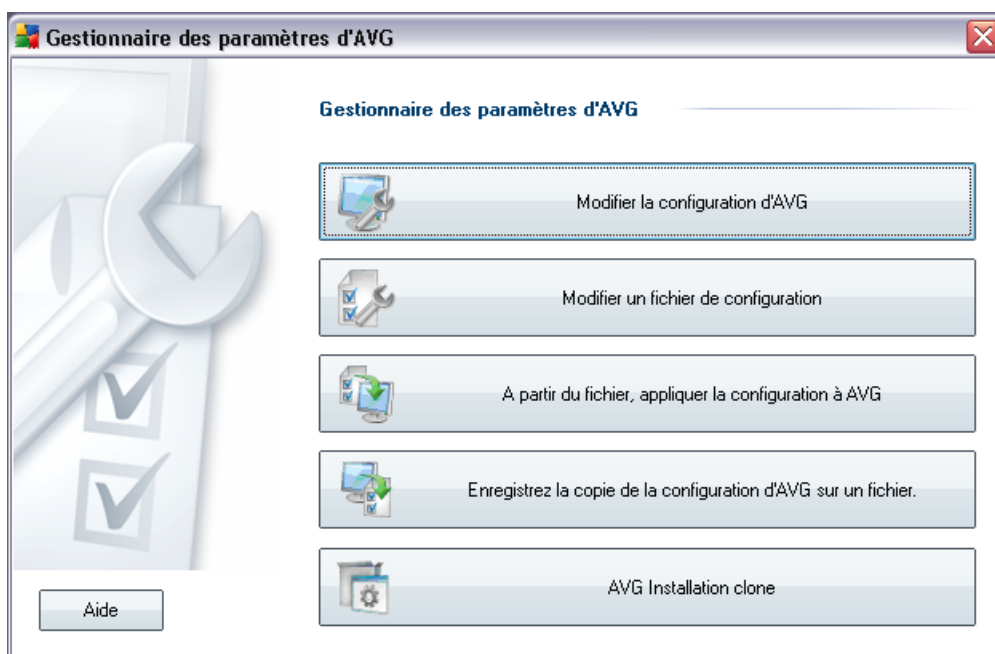 Gestionnaire des paramètres d'AVG
Gestionnaire des paramètres d'AVG
Modifier la configuration d'AVG
Modifier un fichier de configuration
A partir du fichier, appliquer la configuration à AVG
Enregistrez la copie de la configuration d'AVG sur un fichier.
AVG Installation clone
Aide